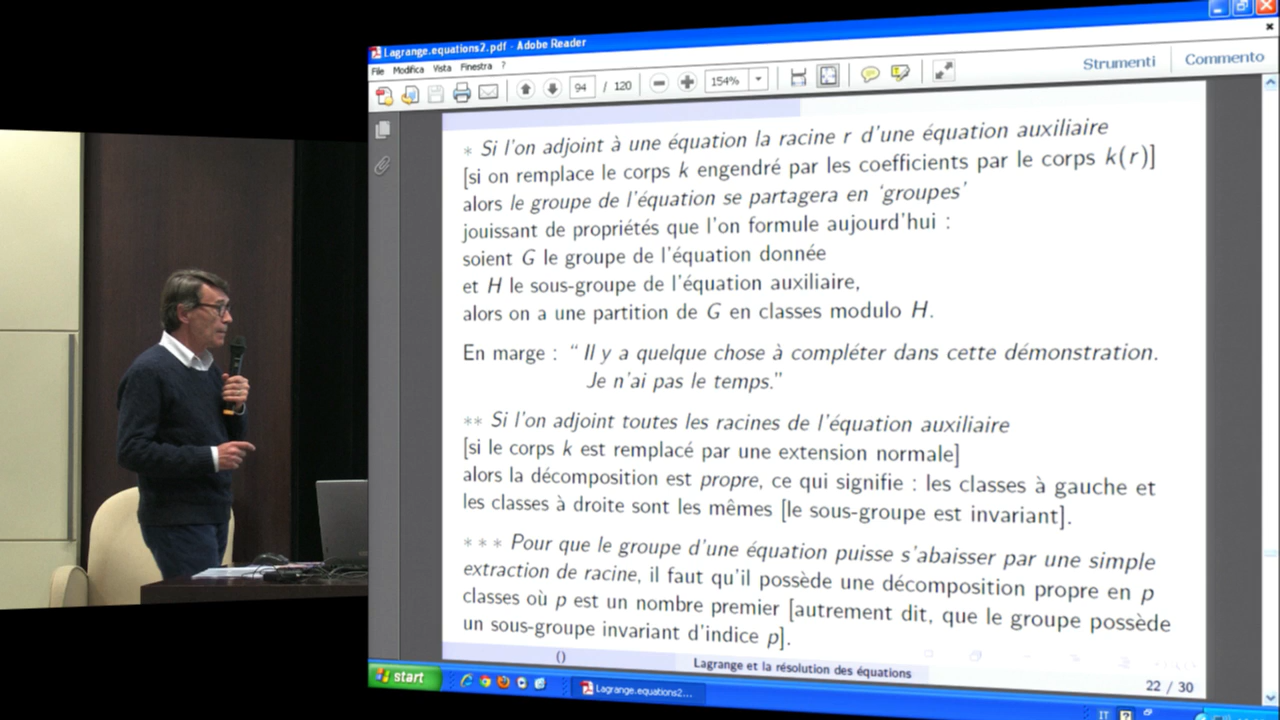 Lagrange.equations2.pdf - Adobe Reader
File Modifica Vista Finestra ?
94 / 120 154% Strumenti Commento
* Si l'on adjoint à une équation la racine r d'une équation auxiliaire
[si on remplace le corps k engendré par les coefficients par le corps k(r)]
alors le groupe de l'équation se partagera en 'groupes'
jouissant de propriétés que l'on formule aujourd'hui :
soient G le groupe de l'équation donnée
et H le sous-groupe de l'équation auxiliaire,
alors on a une partition de G en classes modulo H.
En marge : “ Il y a quelque chose à compléter dans cette démonstration.
Je n'ai pas le temps.”
** Si l'on adjoint toutes les racines de l'équation auxiliaire
[si le corps k est remplacé par une extension normale]
alors la décomposition est propre, ce qui signifie : les classes à gauche et
les classes à droite sont les mêmes [le sous-groupe est invariant].
*** Pour que le groupe d'une équation puisse s'abaisser par une simple
extraction de racine, il faut qu'il possède une décomposition propre en p
classes où p est un nombre premier [autrement dit, que le groupe possède
un sous-groupe invariant d'indice p].
() Lagrange et la résolution des équations 22 / 30
start Lagrange.equations2... IT